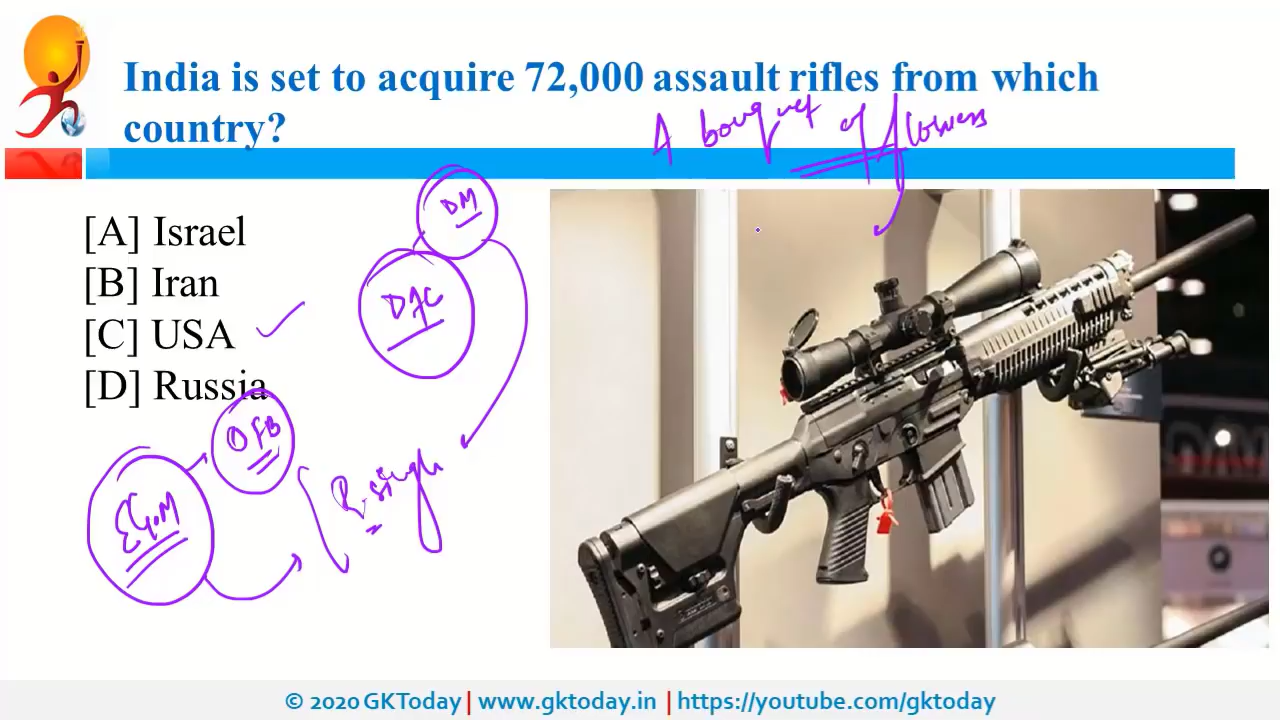 India is set to acquire 72,000 assault rifles from which
country?
A bouquet of flowers
[A] Israel
[B] Iran
[C] USA
[D] Russia
DM
DAC
OFB
EGoM
R. Singh
© 2020 GKToday | www.gktoday.in | https://youtube.com/gktoday